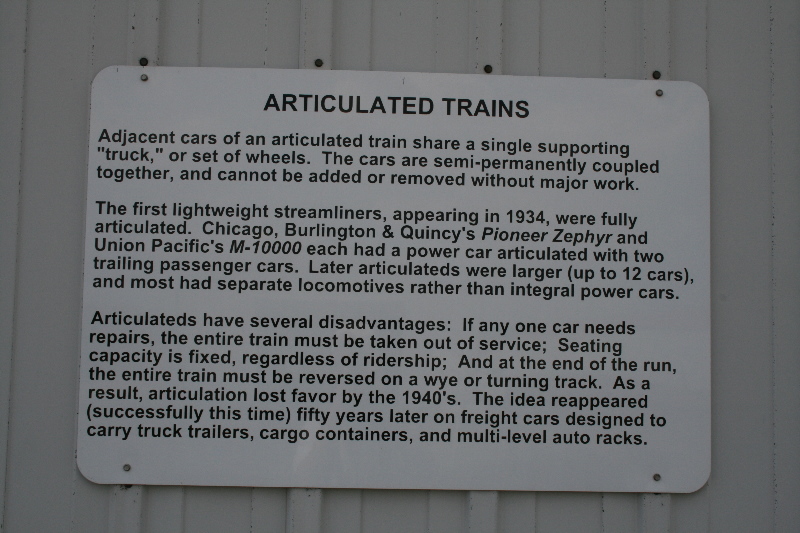 ARTICULATED TRAINS
Adjacent cars of an articulated train share a single supporting
"truck," or set of wheels. The cars are semi-permanently coupled
together, and cannot be added or removed without major work.
The first lightweight streamliners, appearing in 1934, were fully
articulated. Chicago, Burlington & Quincy's Pioneer Zephyr and
Union Pacific's M-10000 each had a power car articulated with two
trailing passenger cars. Later articulateds were larger (up to 12 cars),
and most had separate locomotives rather than integral power cars.
Articulateds have several disadvantages: If any one car needs
repairs, the entire train must be taken out of service; Seating
capacity is fixed, regardless of ridership; And at the end of the run,
the entire train must be reversed on a wye or turning track. As a
result, articulation lost favor by the 1940's. The idea reappeared
(successfully this time) fifty years later on freight cars designed to
carry truck trailers, cargo containers, and multi-level auto racks.